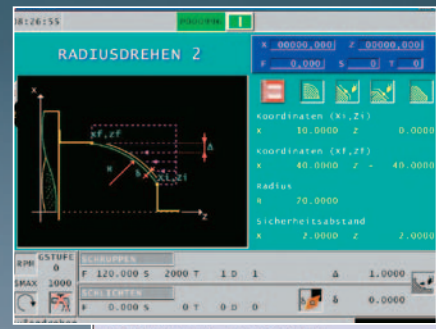 08:26:55
RADIUSDREHEN 2
X 00000,000 Z 00000,000
F 0,000 S 0 T 0
X
xf,zf
Δ
R
δ
xi,zi
Z
Koordinaten (Xi,Zi)
X 10.0000 Z 0.0000
Koordinaten (Xf,Zf)
X 40.0000 Z - 40.0000
Radius
R 70.0000
Sicherheitsabstand
X 2.0000 Z 2.0000
RPM GSTUFE
0
SMAX 1000
SCHRUPPEN
F 120.000 S 2000 T 1 D 1 Δ 1.0000
SCHLICHTEN
F 0.000 S 0 T 0 D 0 δ 0.0000